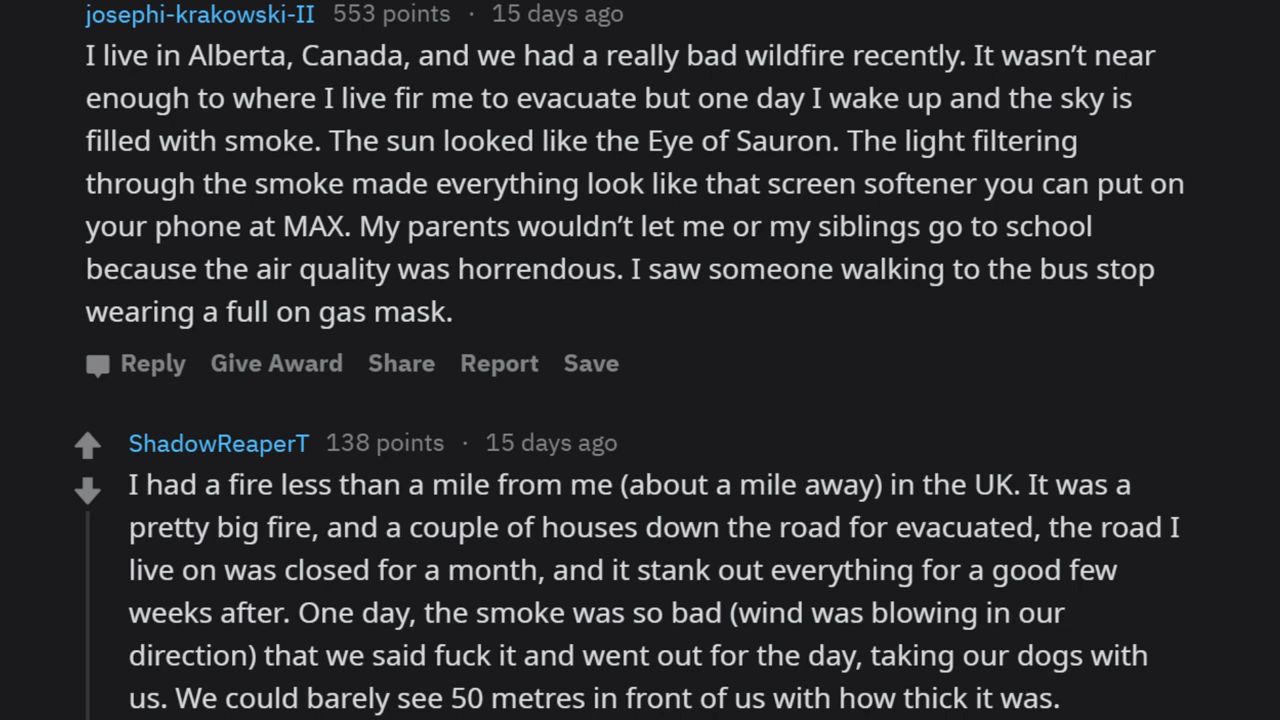 josephi-krakowski-II 553 points · 15 days ago
I live in Alberta, Canada, and we had a really bad wildfire recently. It wasn’t near
enough to where I live fir me to evacuate but one day I wake up and the sky is
filled with smoke. The sun looked like the Eye of Sauron. The light filtering
through the smoke made everything look like that screen softener you can put on
your phone at MAX. My parents wouldn’t let me or my siblings go to school
because the air quality was horrendous. I saw someone walking to the bus stop
wearing a full on gas mask.
Reply Give Award Share Report Save
ShadowReaperT 138 points · 15 days ago
I had a fire less than a mile from me (about a mile away) in the UK. It was a
pretty big fire, and a couple of houses down the road for evacuated, the road I
live on was closed for a month, and it stank out everything for a good few
weeks after. One day, the smoke was so bad (wind was blowing in our
direction) that we said fuck it and went out for the day, taking our dogs with
us. We could barely see 50 metres in front of us with how thick it was.